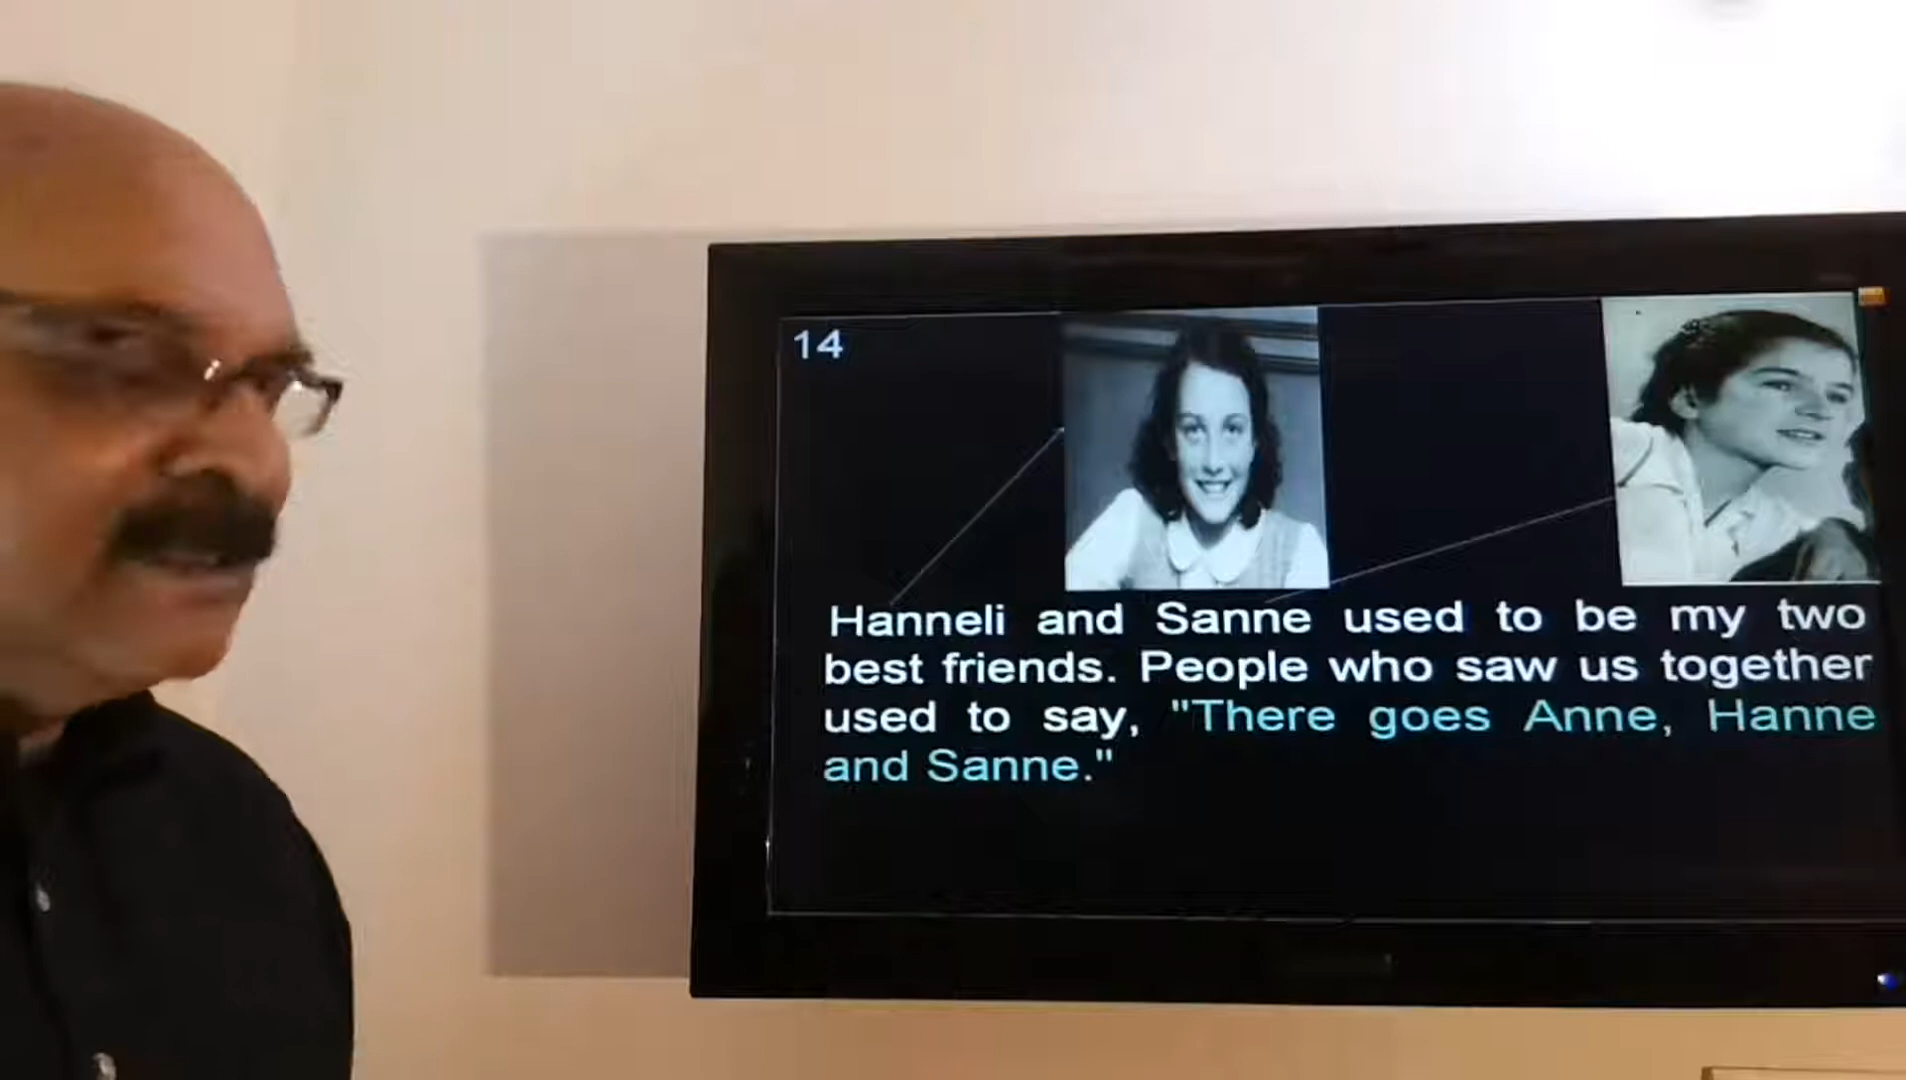 14
Hanneli and Sanne used to be my two
best friends. People who saw us together
used to say, "There goes Anne, Hanne
and Sanne."